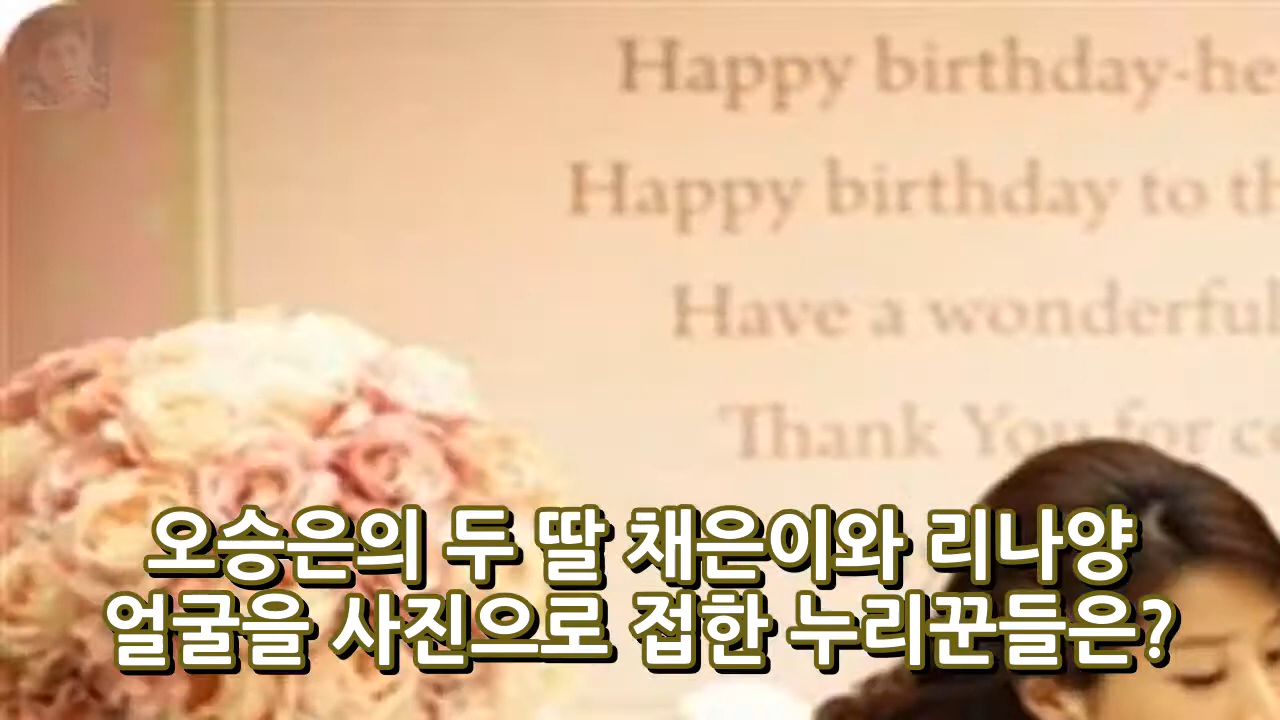 Happy birthday-he
Happy birthday to th
Have a wonderful
Thank You for c
오승은의 두 딸 채은이와 리나양
얼굴을 사진으로 접한 누리꾼들은?